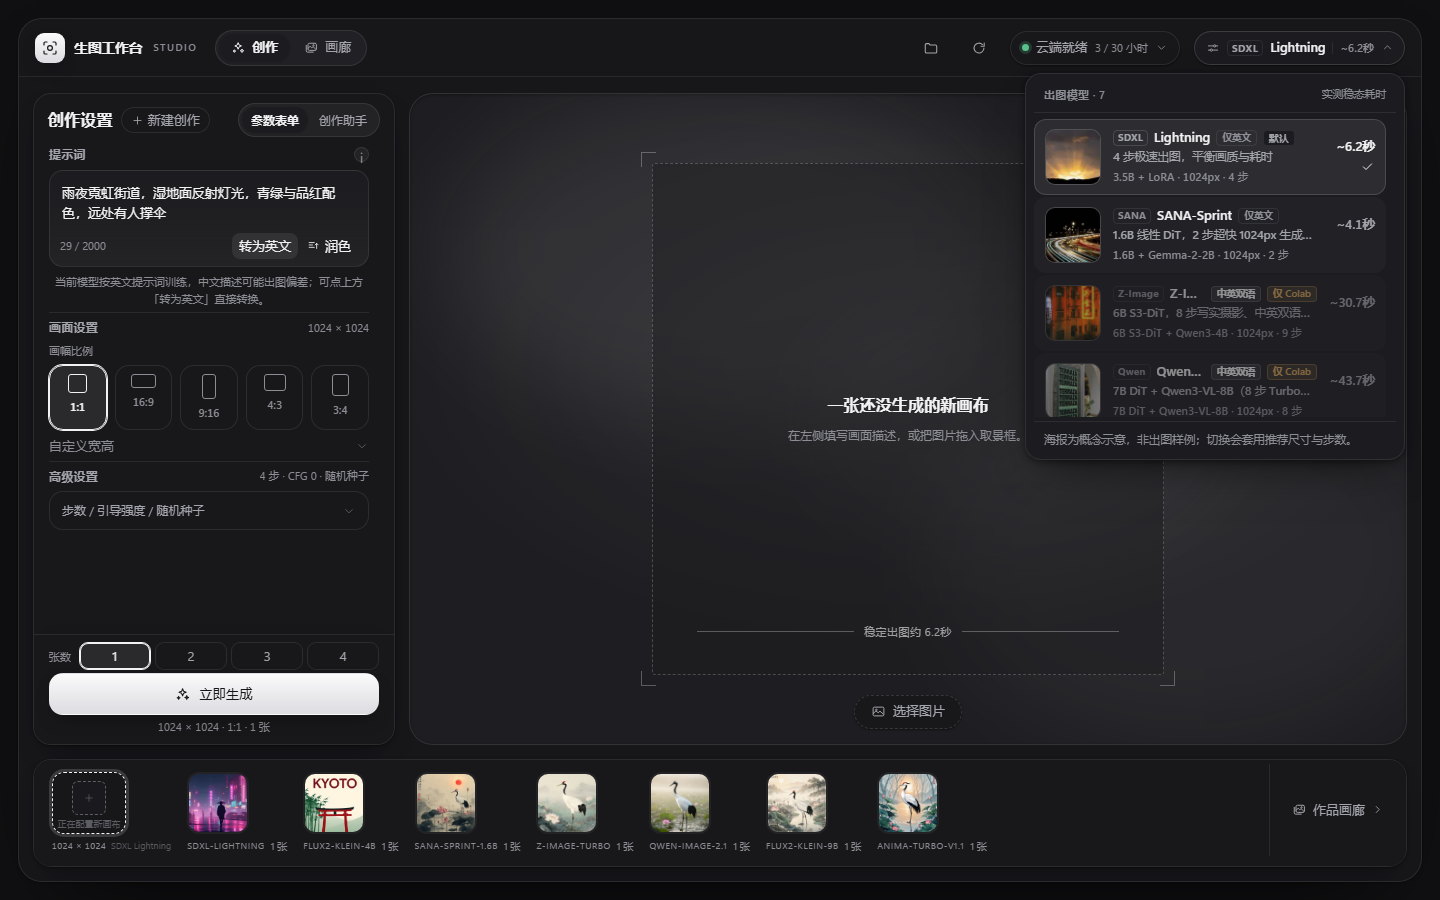 生图工作台 STUDIO 创作 画廊 云端就绪 3 / 30 小时 SDXL Lightning ~6.2秒
创作设置 + 新建创作 参数表单 创作助手
提示词
雨夜霓虹街道，湿地面反射灯光，青绿与品红配
色，远处有人撑伞
29 / 2000 转为英文 润色
当前模型按英文提示词训练，中文描述可能出图偏差；可点上方
「转为英文」直接转换。
画面设置 1024 × 1024
画幅比例
1:1 16:9 9:16 4:3 3:4
自定义宽高
高级设置 4 步 · CFG 0 · 随机种子
步数 / 引导强度 / 随机种子
张数 1 2 3 4
立即生成
1024 × 1024 · 1:1 · 1 张
一张还没生成的新画布
在左侧填写画面描述，或把图片拖入取景框。
稳定出图约 6.2秒
选择图片
出图模型 · 7 实测稳态耗时
SDXL Lightning 仅英文 默认 ~6.2秒
4 步极速出图，平衡画质与耗时
3.5B + LoRA · 1024px · 4 步
SANA SANA-Sprint 仅英文 ~4.1秒
1.6B 线性 DiT，2 步超快 1024px 生成...
1.6B + Gemma-2-2B · 1024px · 2 步
Z-Image Z-I... 中英双语 仅 Colab ~30.7秒
6B S3-DiT，8 步写实摄影、中英双语...
6B S3-DiT + Qwen3-4B · 1024px · 9 步
Qwen Qwen... 中英双语 仅 Colab ~43.7秒
7B DiT + Qwen3-VL-8B（8 步 Turbo...
7B DiT + Qwen3-VL-8B · 1024px · 8 步
海报为概念示意，非出图样例；切换会套用推荐尺寸与步数。
正在配置新画布
KYOTO
1024 × 1024 SDXL Lightning
SDXL-LIGHTNING 1 张
FLUX2-KLEIN-4B 1 张
SANA-SPRINT-1.6B 1 张
Z-IMAGE-TURBO 1 张
QWEN-IMAGE-2.1 1 张
FLUX2-KLEIN-9B 1 张
ANIMA-TURBO-V1.1 1 张
作品画廊